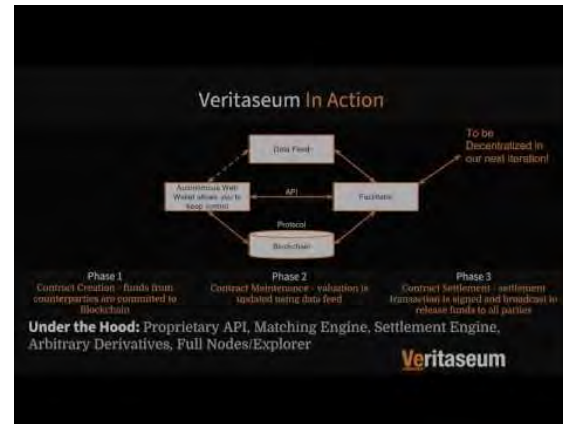 Veritaseum In Action
To be
Decentralized in
our next iteration!
Data Feed
Autonomous Web
Wallet allows you to
keep control
API
Facilitator
Protocol
Blockchain
Phase 1
Contract Creation - funds from
counterparties are committed to
Blockchain
Phase 2
Contract Maintenance - valuation is
updated using data feed
Phase 3
Contract Settlement - settlement
transaction is signed and broadcast to
release funds to all parties
Under the Hood: Proprietary API, Matching Engine, Settlement Engine,
Arbitrary Derivatives, Full Nodes/Explorer
Veritaseum